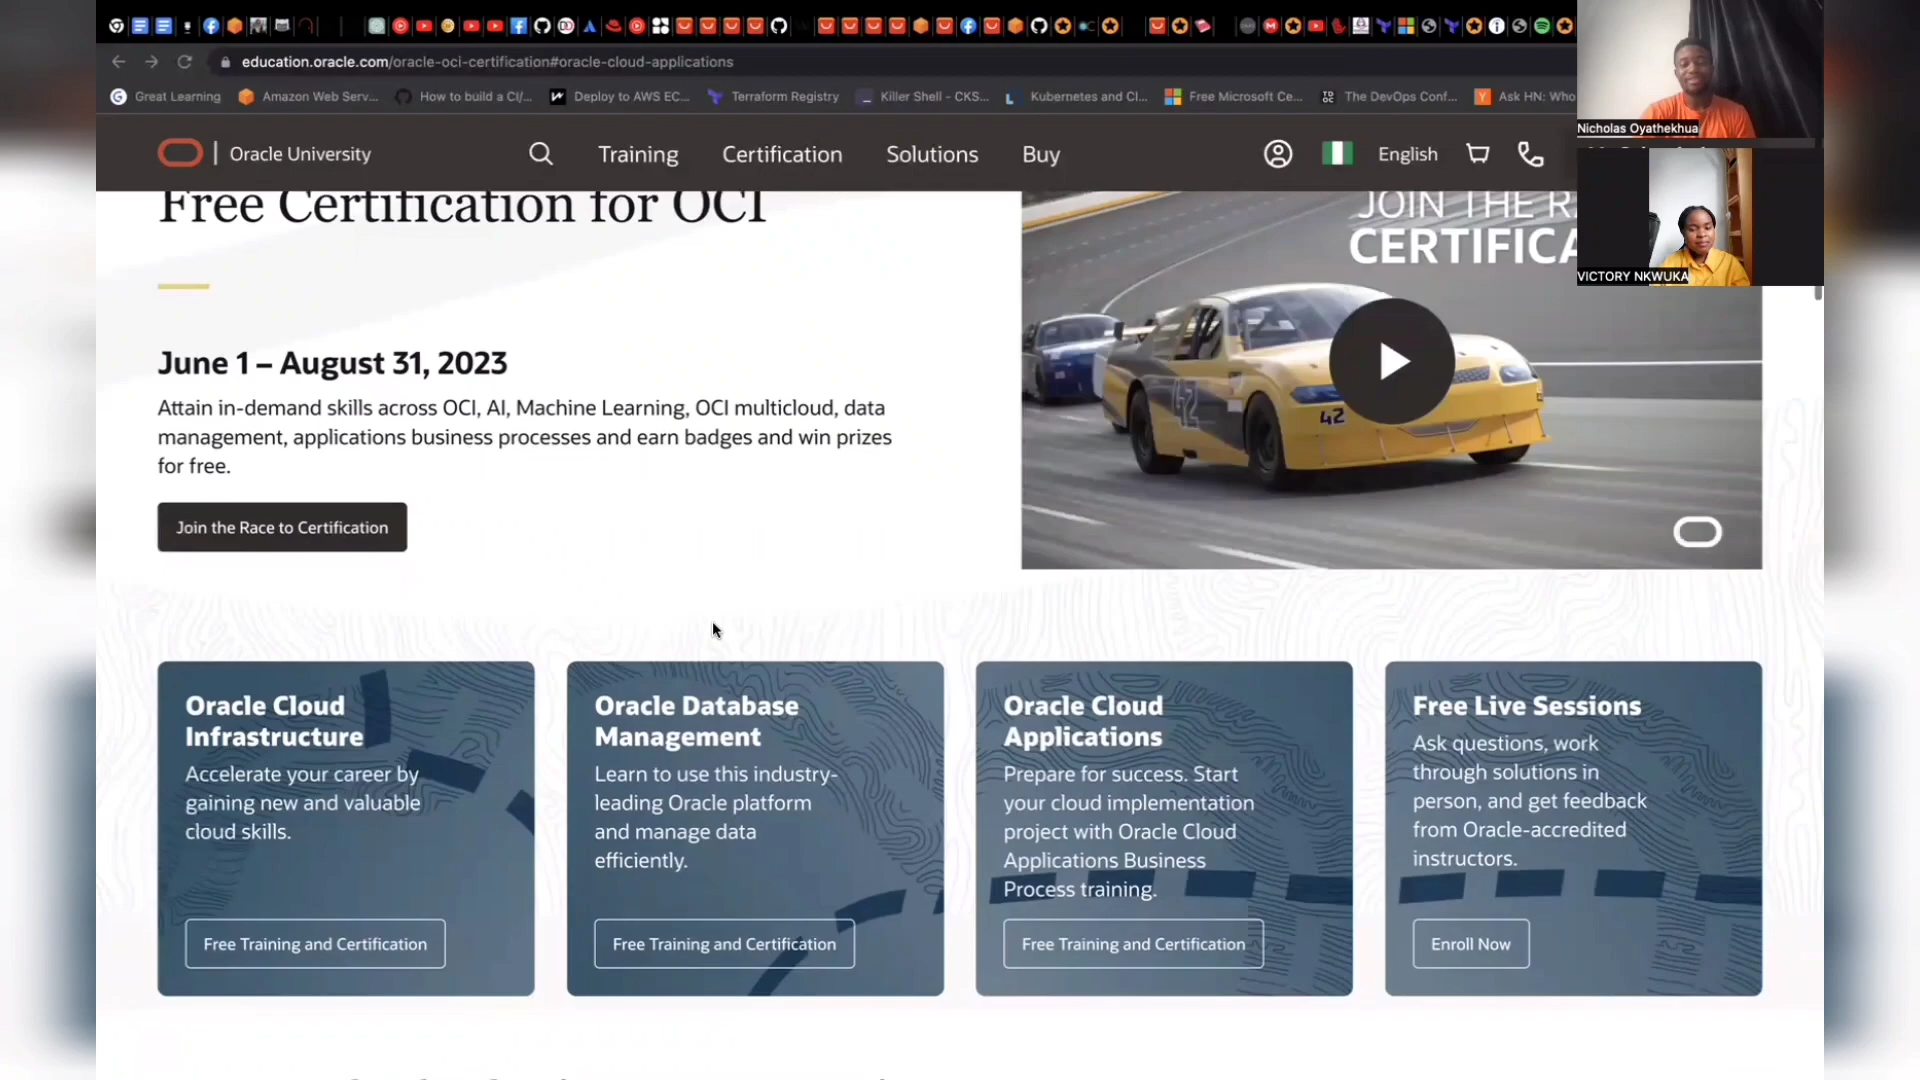 education.oracle.com/oracle-oci-certification#oracle-cloud-applications
Great Learning
Amazon Web Serv...
How to build a CI/...
Deploy to AWS EC...
Terraform Registry
Killer Shell - CKS...
Kubernetes and CI...
Free Microsoft Ce...
The DevOps Conf...
Ask HN: Who
Nicholas Oyathekhua
VICTORY NKWUKA
Oracle University
Training
Certification
Solutions
Buy
English
Free Certification for OCI
JOIN THE R
CERTIFICA
June 1 – August 31, 2023
Attain in-demand skills across OCI, AI, Machine Learning, OCI multicloud, data
management, applications business processes and earn badges and win prizes
for free.
Join the Race to Certification
42
42
Oracle Cloud
Infrastructure
Accelerate your career by
gaining new and valuable
cloud skills.
Free Training and Certification
Oracle Database
Management
Learn to use this industry-
leading Oracle platform
and manage data
efficiently.
Free Training and Certification
Oracle Cloud
Applications
Prepare for success. Start
your cloud implementation
project with Oracle Cloud
Applications Business
Process training.
Free Training and Certification
Free Live Sessions
Ask questions, work
through solutions in
person, and get feedback
from Oracle-accredited
instructors.
Enroll Now